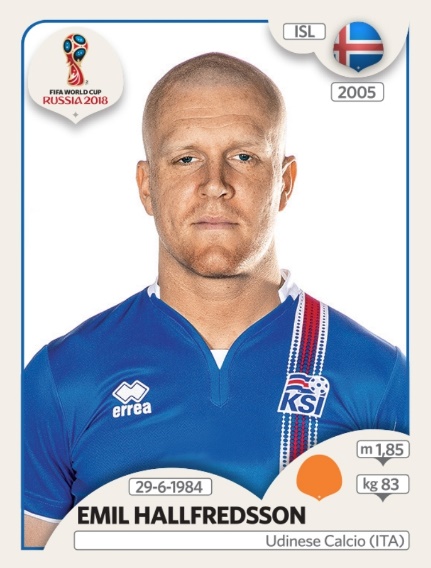 ISL
FIFA WORLD CUP
RUSSIA 2018
2005
errea
KSÍ
m 1,85
29-6-1984
kg 83
EMIL HALLFREDSSON
Udinese Calcio (ITA)